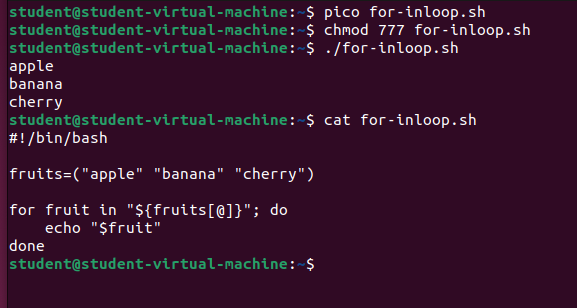 student@student-virtual-machine:~$ pico for-inloop.sh
student@student-virtual-machine:~$ chmod 777 for-inloop.sh
student@student-virtual-machine:~$ ./for-inloop.sh
apple
banana
cherry
student@student-virtual-machine:~$ cat for-inloop.sh
#!/bin/bash
fruits=("apple" "banana" "cherry")
for fruit in "${fruits[@]}"; do
    echo "$fruit"
done
student@student-virtual-machine:~$